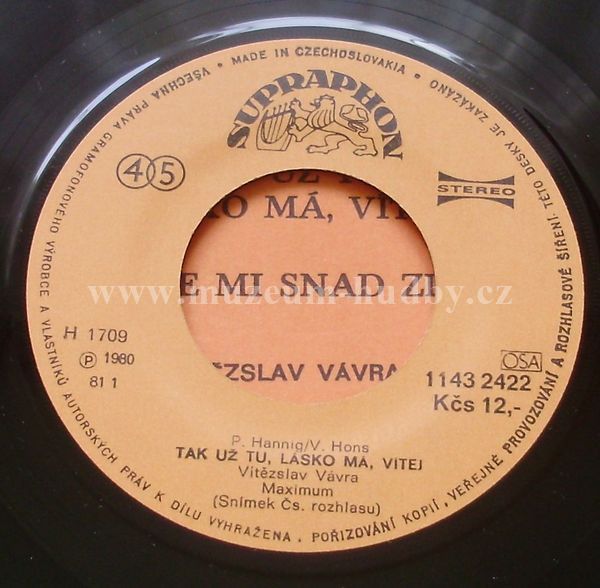 VŠECHNA PRÁVA GRAMOFONOVÉHO VÝROBCE A VLASTNÍKŮ AUTORSKÝCH PRÁV K DÍLU VYHRAŽENA. POŘIZOVÁNÍ KOPIÍ, VEŘEJNÉ PROVOZOVÁNÍ A ROZHLASOVÉ ŠÍŘENÍ TÉTO DESKY JE ZAKÁZÁNO
• MADE IN CZECHOSLOVAKIA •
SUPRAPHON
45
STEREO
MÁ, VÍTE
E MI SNAD
ĚZSLAV VÁVRA
www.muzeum-hudby.cz
H 1709
Ⓟ 1980
81 1
OSA
1143 2422
Kčs 12,-
P. Hannig/V. Hons
TAK UŽ TU, LÁSKO MÁ, VÍTEJ
Vítězslav Vávra
Maximum
(Snímek Čs. rozhlasu)